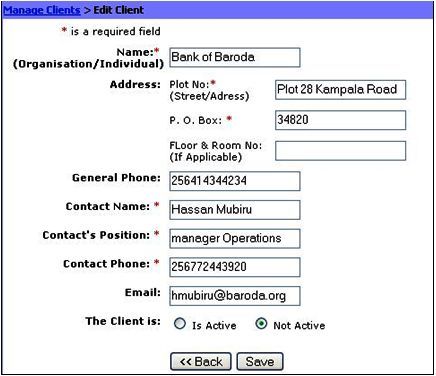 Manage Clients > Edit Client
* is a required field
Name:* Bank of Baroda
(Organisation/Individual)
Address: Plot No:* Plot 28 Kampala Road
(Street/Adress)
P. O. Box: * 34820
FLoor & Room No:
(If Applicable)
General Phone: 256414344234
Contact Name: * Hassan Mubiru
Contact's Position: * manager Operations
Contact Phone: * 256772443920
Email: hmubiru@baroda.org
The Client is: Is Active Not Active
<< Back Save